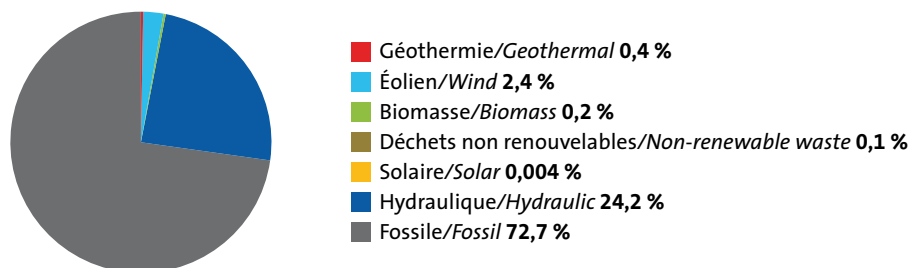 Géothermie/Geothermal 0,4 %
Éolien/Wind 2,4 %
Biomasse/Biomass 0,2 %
Déchets non renouvelables/Non-renewable waste 0,1 %
Solaire/Solar 0,004 %
Hydraulique/Hydraulic 24,2 %
Fossile/Fossil 72,7 %